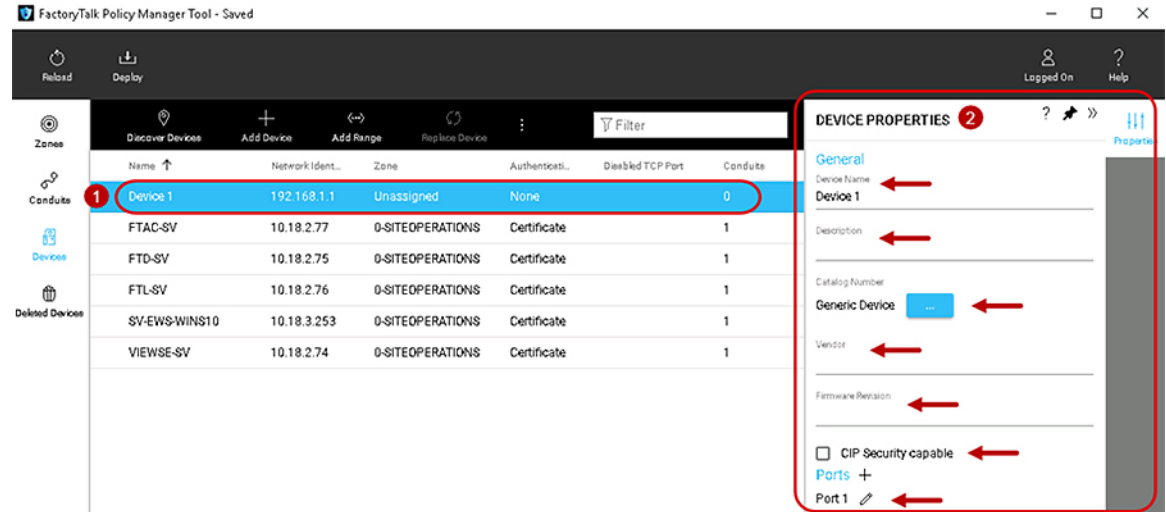 FactoryTalk Policy Manager Tool - Saved
Reload
Deploy
Logged On
Help
Zones
Conduits
Devices
Deleted Devices
Discover Devices
Add Device
Add Range
Replace Device
Filter
Name
Network Ident...
Zone
Authenticati...
Disabled TCP Port
Conduits
1
Device 1 192.168.1.1 Unassigned None 0
FTAC-SV 10.18.2.77 0-SITEOPERATIONS Certificate 1
FTD-SV 10.18.2.75 0-SITEOPERATIONS Certificate 1
FTL-SV 10.18.2.76 0-SITEOPERATIONS Certificate 1
SV-EWS-WINS10 10.18.3.253 0-SITEOPERATIONS Certificate 1
VIEWSE-SV 10.18.2.74 0-SITEOPERATIONS Certificate 1
DEVICE PROPERTIES 2
?
Propertie
General
Device Name
Device 1
Description
Catalog Number
Generic Device ...
Vendor
Firmware Revision
CIP Security capable
Ports +
Port 1